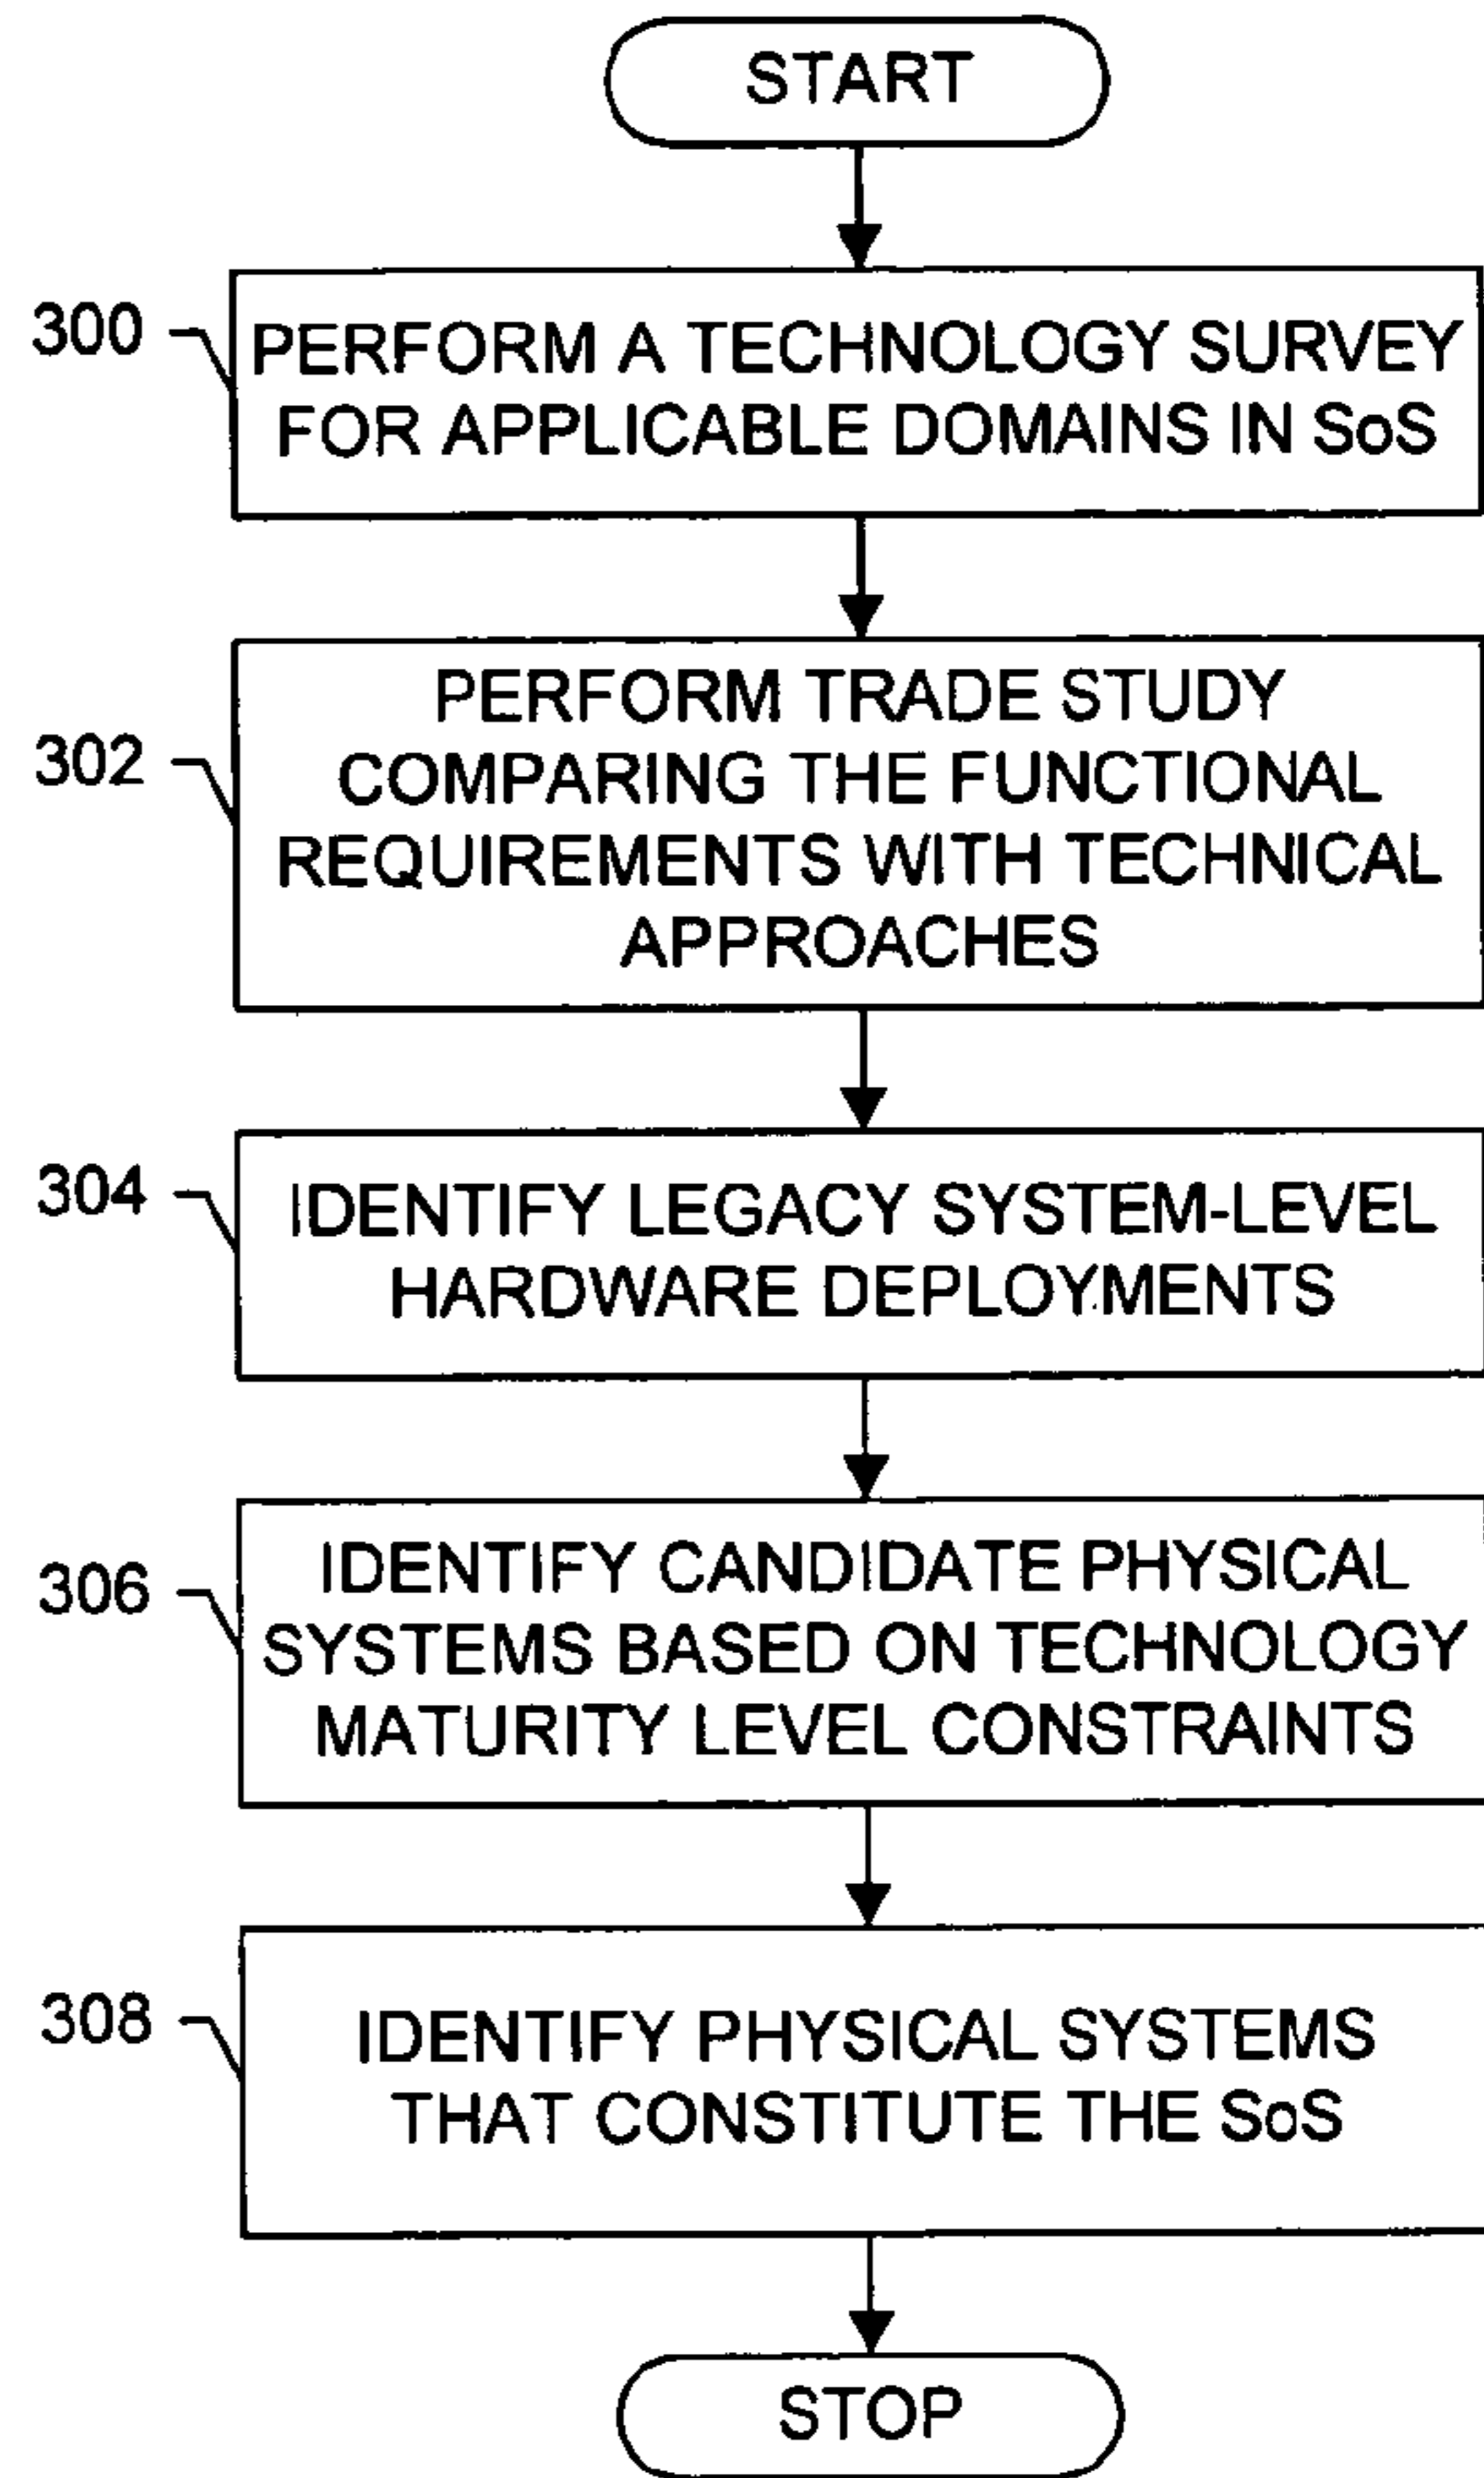 START
300
PERFORM A TECHNOLOGY SURVEY
FOR APPLICABLE DOMAINS IN SoS
302
PERFORM TRADE STUDY
COMPARING THE FUNCTIONAL
REQUIREMENTS WITH TECHNICAL
APPROACHES
304
IDENTIFY LEGACY SYSTEM-LEVEL
HARDWARE DEPLOYMENTS
306
IDENTIFY CANDIDATE PHYSICAL
SYSTEMS BASED ON TECHNOLOGY
MATURITY LEVEL CONSTRAINTS
308
IDENTIFY PHYSICAL SYSTEMS
THAT CONSTITUTE THE SoS
STOP